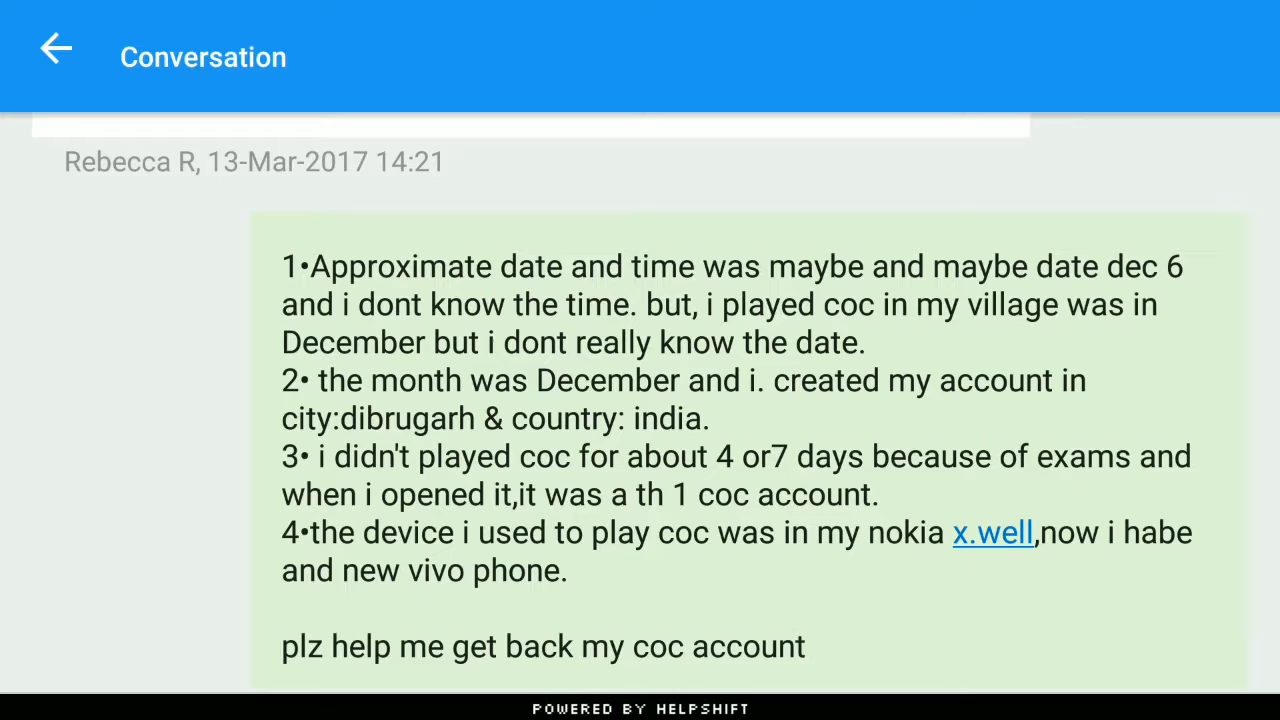 Conversation
Rebecca R, 13-Mar-2017 14:21
1•Approximate date and time was maybe and maybe date dec 6
and i dont know the time. but, i played coc in my village was in
December but i dont really know the date.
2• the month was December and i. created my account in
city:dibrugarh & country: india.
3• i didn't played coc for about 4 or7 days because of exams and
when i opened it,it was a th 1 coc account.
4•the device i used to play coc was in my nokia x.well,now i habe
and new vivo phone.
plz help me get back my coc account
POWERED BY HELPSHIFT